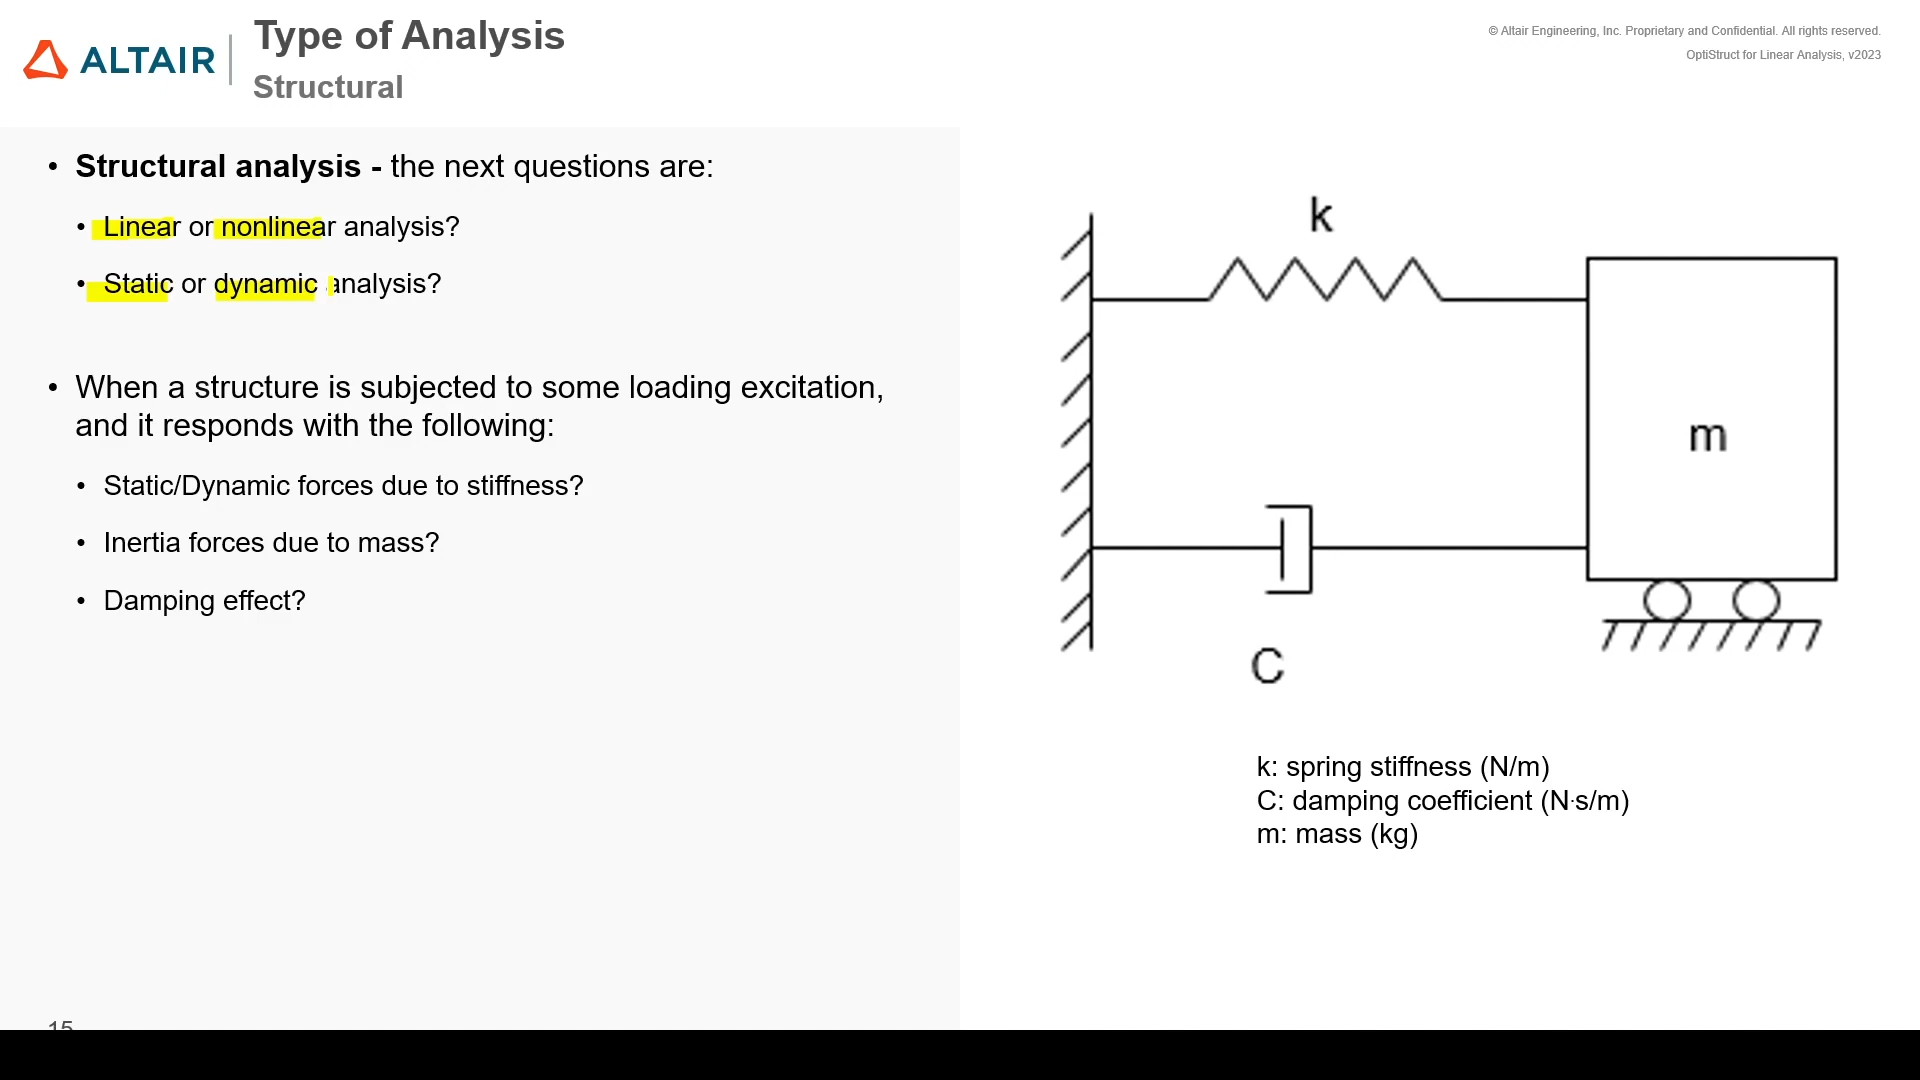 ALTAIR
Type of Analysis
Structural
© Altair Engineering, Inc. Proprietary and Confidential. All rights reserved.
OptiStruct for Linear Analysis, v2023
• Structural analysis - the next questions are:
• Linear or nonlinear analysis?
• Static or dynamic analysis?
• When a structure is subjected to some loading excitation,
and it responds with the following:
• Static/Dynamic forces due to stiffness?
• Inertia forces due to mass?
• Damping effect?
k
m
C
k: spring stiffness (N/m)
C: damping coefficient (N·s/m)
m: mass (kg)
15